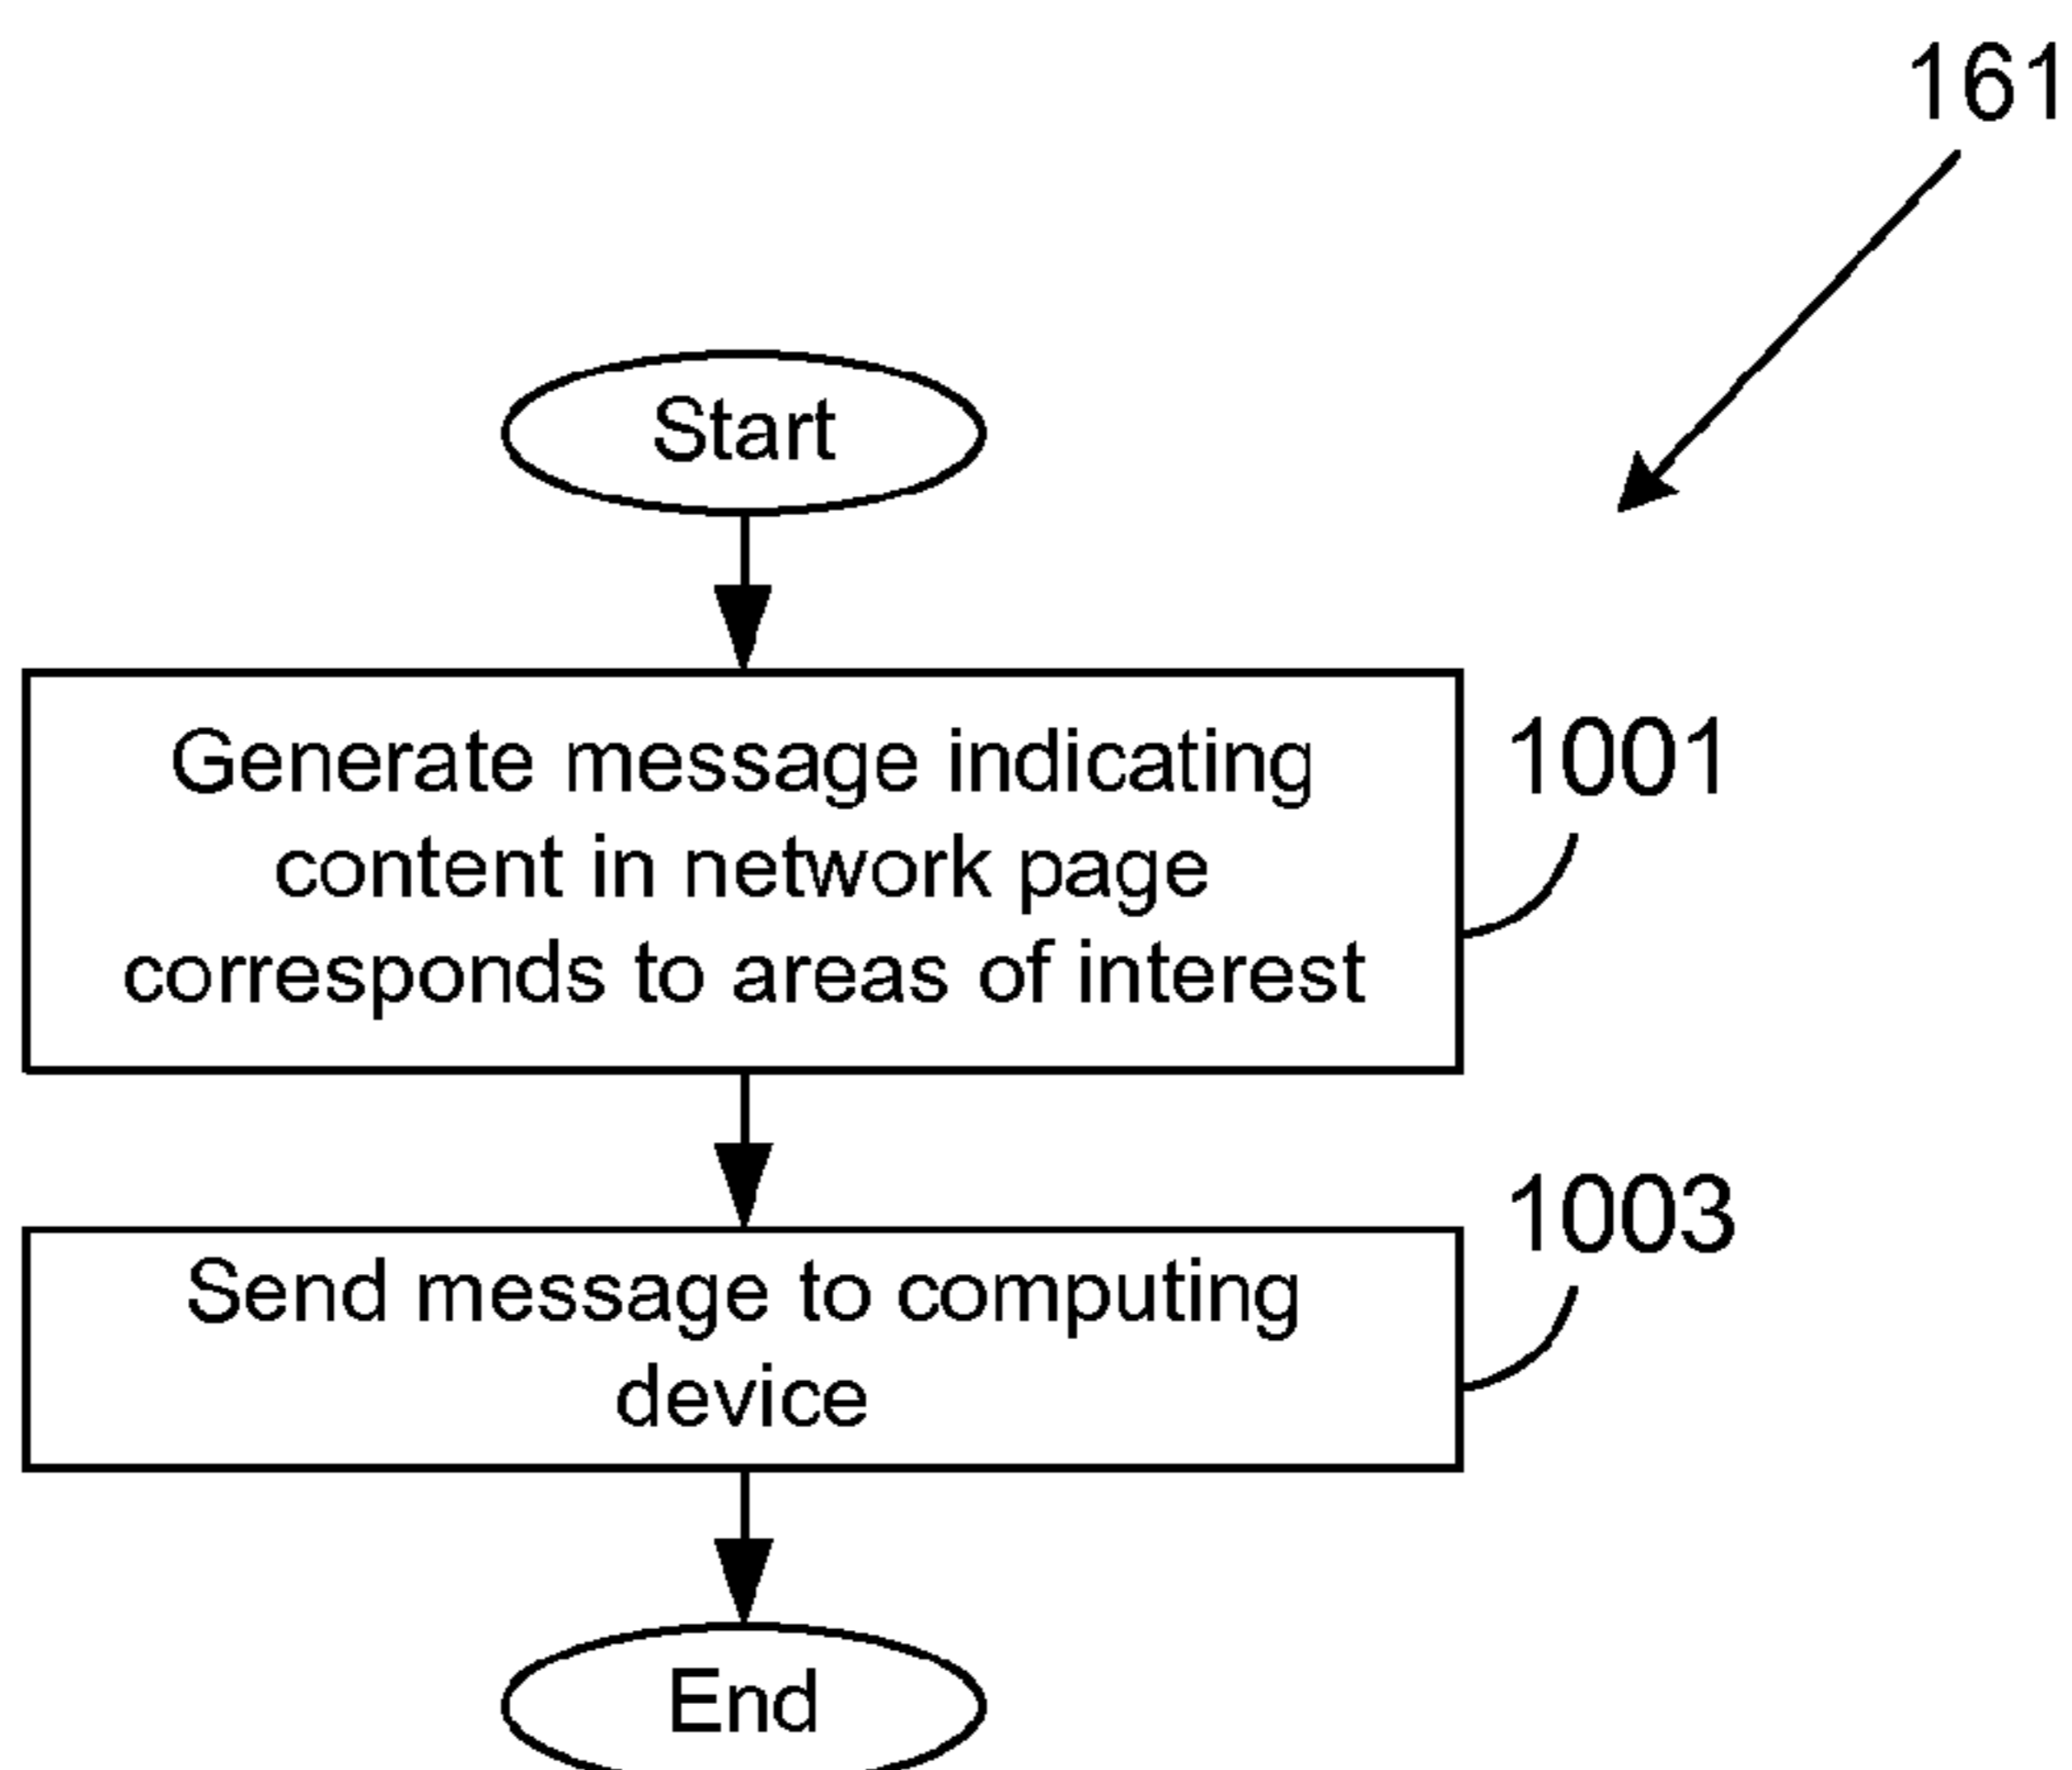 161
Start
Generate message indicating
content in network page
corresponds to areas of interest
1001
Send message to computing
device
1003
End